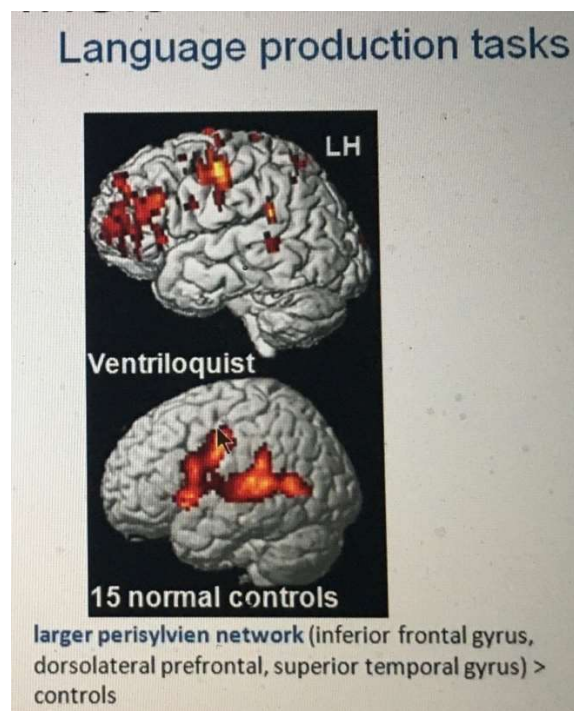 Language production tasks
LH
Ventriloquist
15 normal controls
larger perisylvien network (inferior frontal gyrus,
dorsolateral prefrontal, superior temporal gyrus) >
controls